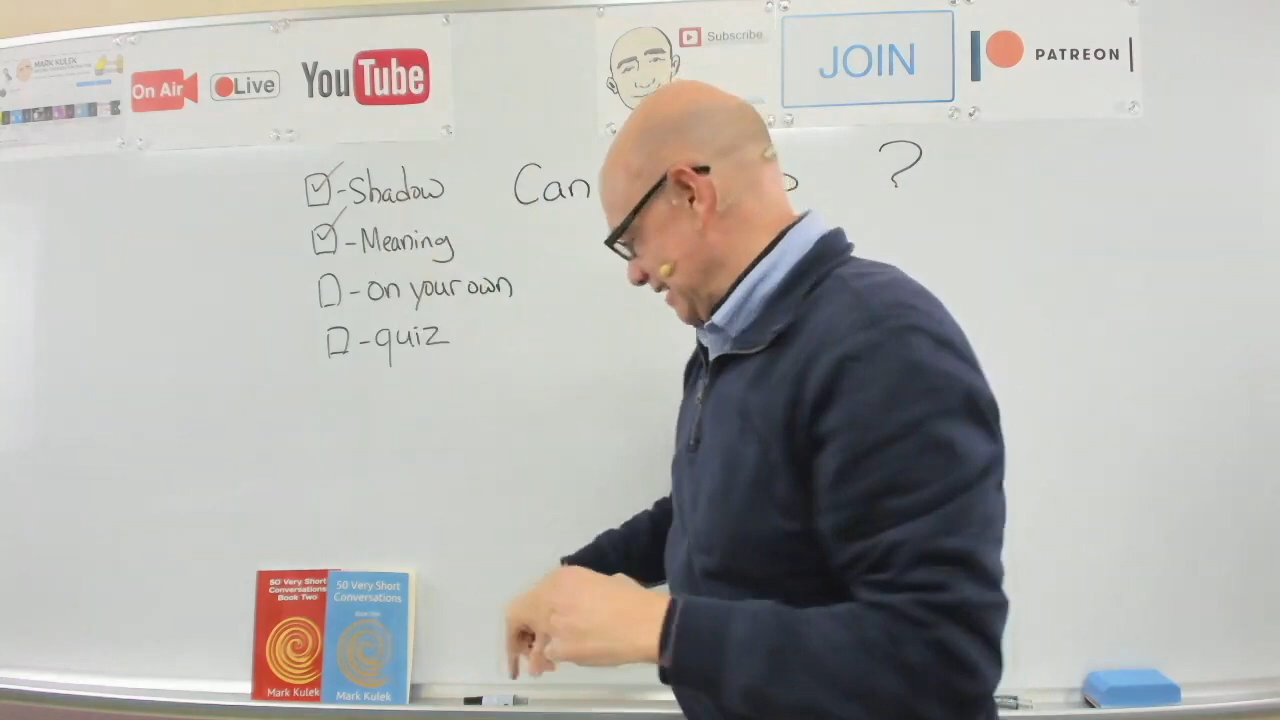 MARK KULEK
On Air
Live
YouTube
Subscribe
JOIN
PATREON
- Shadow
- Meaning
- on your own
- quiz
Can ?
50 Very Short
Conversations
Book Two
Mark Kulek
50 Very Short
Conversations
Mark Kulek